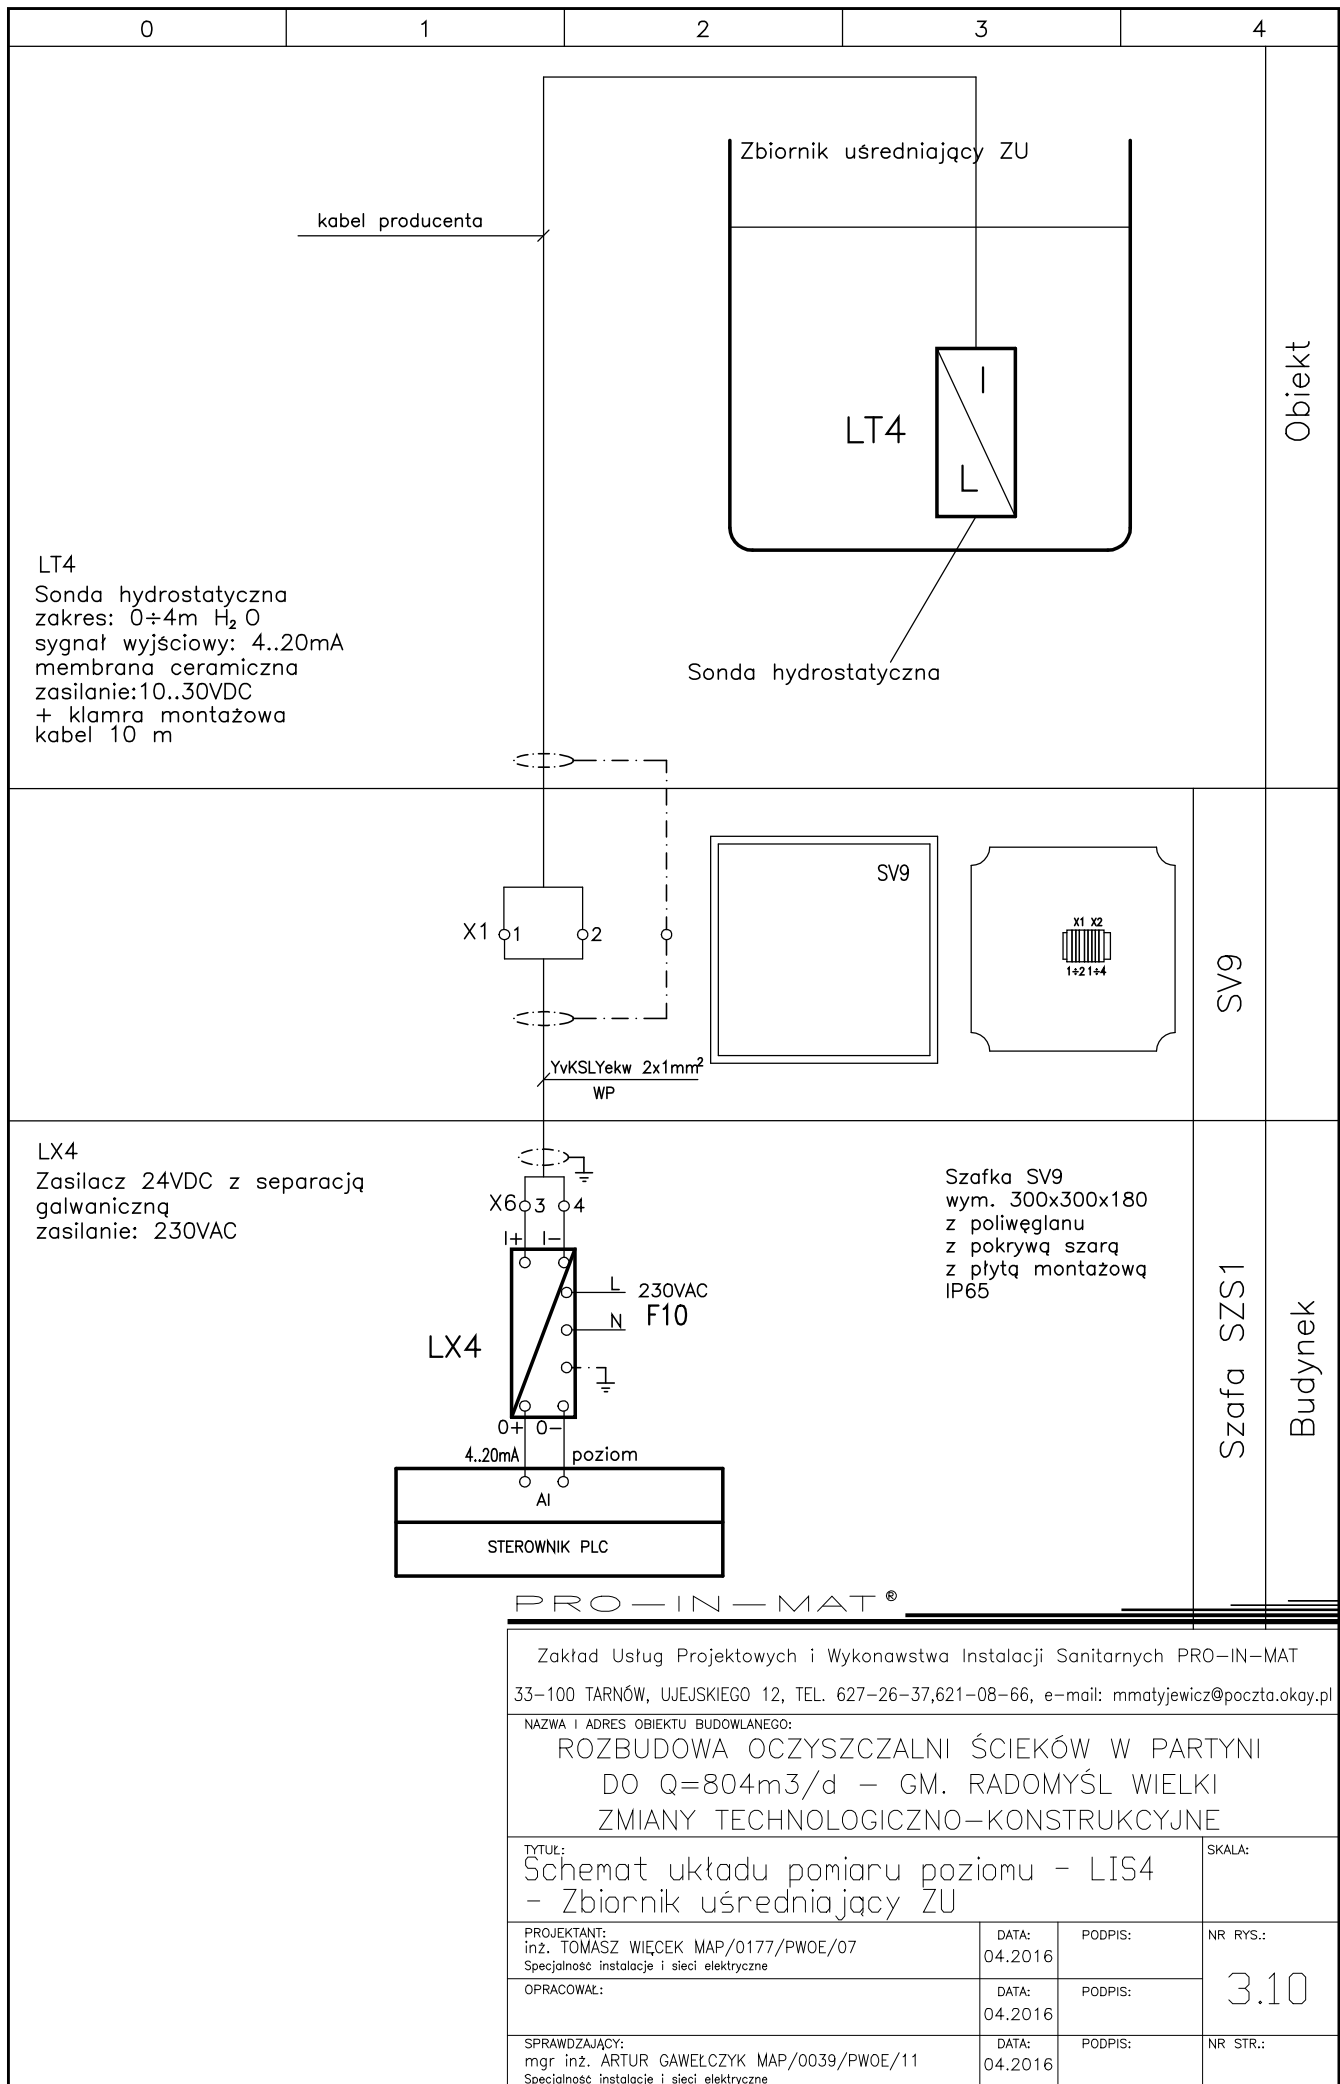 0 1 2 3 4
Zbiornik uśredniający ZU
kabel producenta
I
LT4
L
Obiekt
LT4
Sonda hydrostatyczna
zakres: 0÷4m H₂O
sygnał wyjściowy: 4..20mA
membrana ceramiczna
zasilanie:10..30VDC
+ klamra montażowa
kabel 10 m
Sonda hydrostatyczna
SV9
X1 1 2
X1 X2
1÷2 1÷4
SV9
YvKSLYekw 2x1mm²
WP
LX4
Zasilacz 24VDC z separacją
galwaniczną
zasilanie: 230VAC
Szafka SV9
wym. 300x300x180
z poliwęglanu
z pokrywą szarą
z płytą montażową
IP65
X6 3 4
I+ I−
L 230VAC
N F10
LX4
0+ 0−
4..20mA poziom
AI
STEROWNIK PLC
Szafa SZS1
Budynek
PRO−IN−MAT®
Zakład Usług Projektowych i Wykonawstwa Instalacji Sanitarnych PRO−IN−MAT
33−100 TARNÓW, UJEJSKIEGO 12, TEL. 627−26−37,621−08−66, e−mail: mmatyjewicz@poczta.okay.pl
NAZWA I ADRES OBIEKTU BUDOWLANEGO:
ROZBUDOWA OCZYSZCZALNI ŚCIEKÓW W PARTYNI
DO Q=804m3/d − GM. RADOMYŚL WIELKI
ZMIANY TECHNOLOGICZNO−KONSTRUKCYJNE
TYTUŁ:
Schemat układu pomiaru poziomu − LIS4
− Zbiornik uśredniający ZU
SKALA:
PROJEKTANT:
inż. TOMASZ WIĘCEK MAP/0177/PWOE/07
Specjalność instalacje i sieci elektryczne
DATA:
04.2016
PODPIS:
NR RYS.:
3.10
OPRACOWAŁ:
DATA:
04.2016
PODPIS:
SPRAWDZAJĄCY:
mgr inż. ARTUR GAWEŁCZYK MAP/0039/PWOE/11
Specjalność instalacje i sieci elektryczne
DATA:
04.2016
PODPIS:
NR STR.: